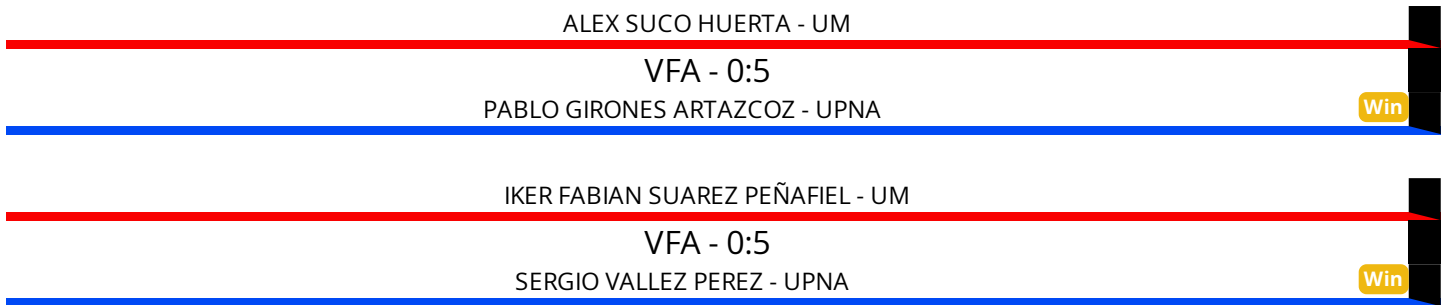 ALEX SUCO HUERTA - UM
VFA - 0:5
PABLO GIRONES ARTAZCOZ - UPNA
Win
IKER FABIAN SUAREZ PEÑAFIEL - UM
VFA - 0:5
SERGIO VALLEZ PEREZ - UPNA
Win